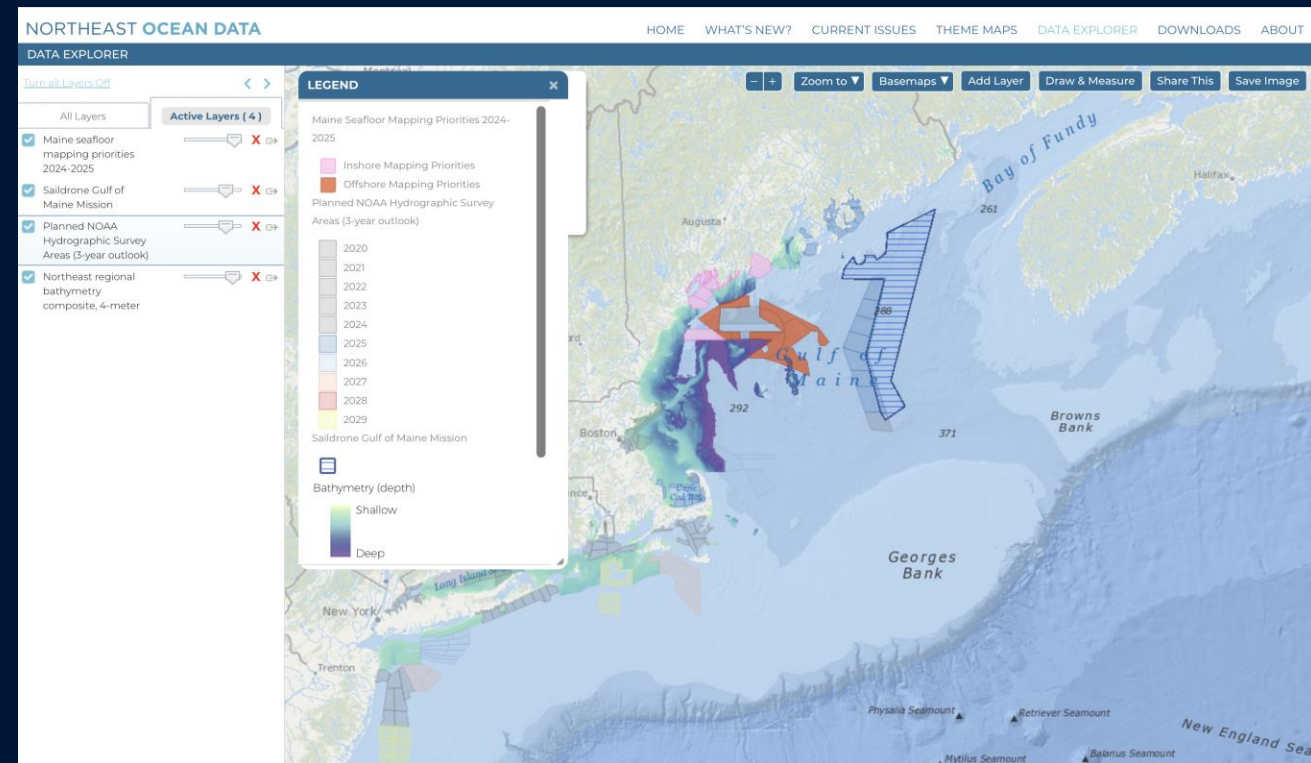 NORTHEAST OCEAN DATA
HOME WHAT'S NEW? CURRENT ISSUES THEME MAPS DATA EXPLORER DOWNLOADS ABOUT
DATA EXPLORER
Turn all Layers Off
All Layers
Active Layers ( 4 )
Maine seafloor
mapping priorities
2024-2025
X
Saildrone Gulf of
Maine Mission
X
Planned NOAA
Hydrographic Survey
Areas (3-year outlook)
X
Northeast regional
bathymetry
composite, 4-meter
X
LEGEND
Maine Seafloor Mapping Priorities 2024-
2025
Inshore Mapping Priorities
Offshore Mapping Priorities
Planned NOAA Hydrographic Survey
Areas (3-year outlook)
2020
2021
2022
2023
2024
2025
2026
2027
2028
2029
Saildrone Gulf of Maine Mission
Bathymetry (depth)
Shallow
Deep
− + Zoom to ▼ Basemaps ▼ Add Layer Draw & Measure Share This Save Image
Bay of Fundy
Halifax
261
Augusta
268
Gulf of
Maine
292
Boston
371
Browns
Bank
Cape
Cod Bay
Georges
Bank
Long Island
New York
Trenton
Physalia Seamount
Retriever Seamount
New England
Mytilus Seamount
Balanus Seamount